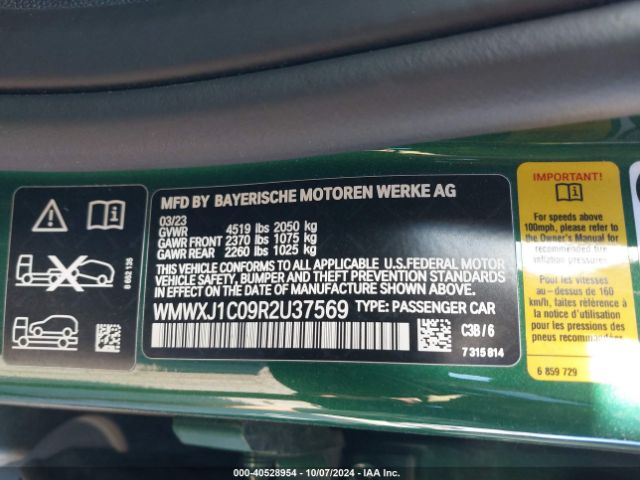 MFD BY BAYERISCHE MOTOREN WERKE AG
03/23
GVWR 4519 lbs 2050 kg
GAWR FRONT 2370 lbs 1075 kg
GAWR REAR 2260 lbs 1025 kg
THIS VEHICLE CONFORMS TO ALL APPLICABLE U.S.FEDERAL MOTOR
VEHICLE SAFETY, BUMPER AND THEFT PREVENTION STANDARDS
IN EFFECT ON THE DATE OF MANUFACTURE SHOWN ABOVE.
WMWXJ1C09R2U37569 TYPE: PASSENGER CAR
C3B / 6
7 315 814
8 692 135
IMPORTANT!
For speeds above
100mph, please refer to
the Owner's Manual for
recommended tire
inflation pressures
Pour les vitesses
au-dessus de 160
km/h, faites référence à
la notice d'utilisation
pour les pressions des
pneus recommandées
6 859 729
000-40528954 - 10/07/2024 - IAA Inc.